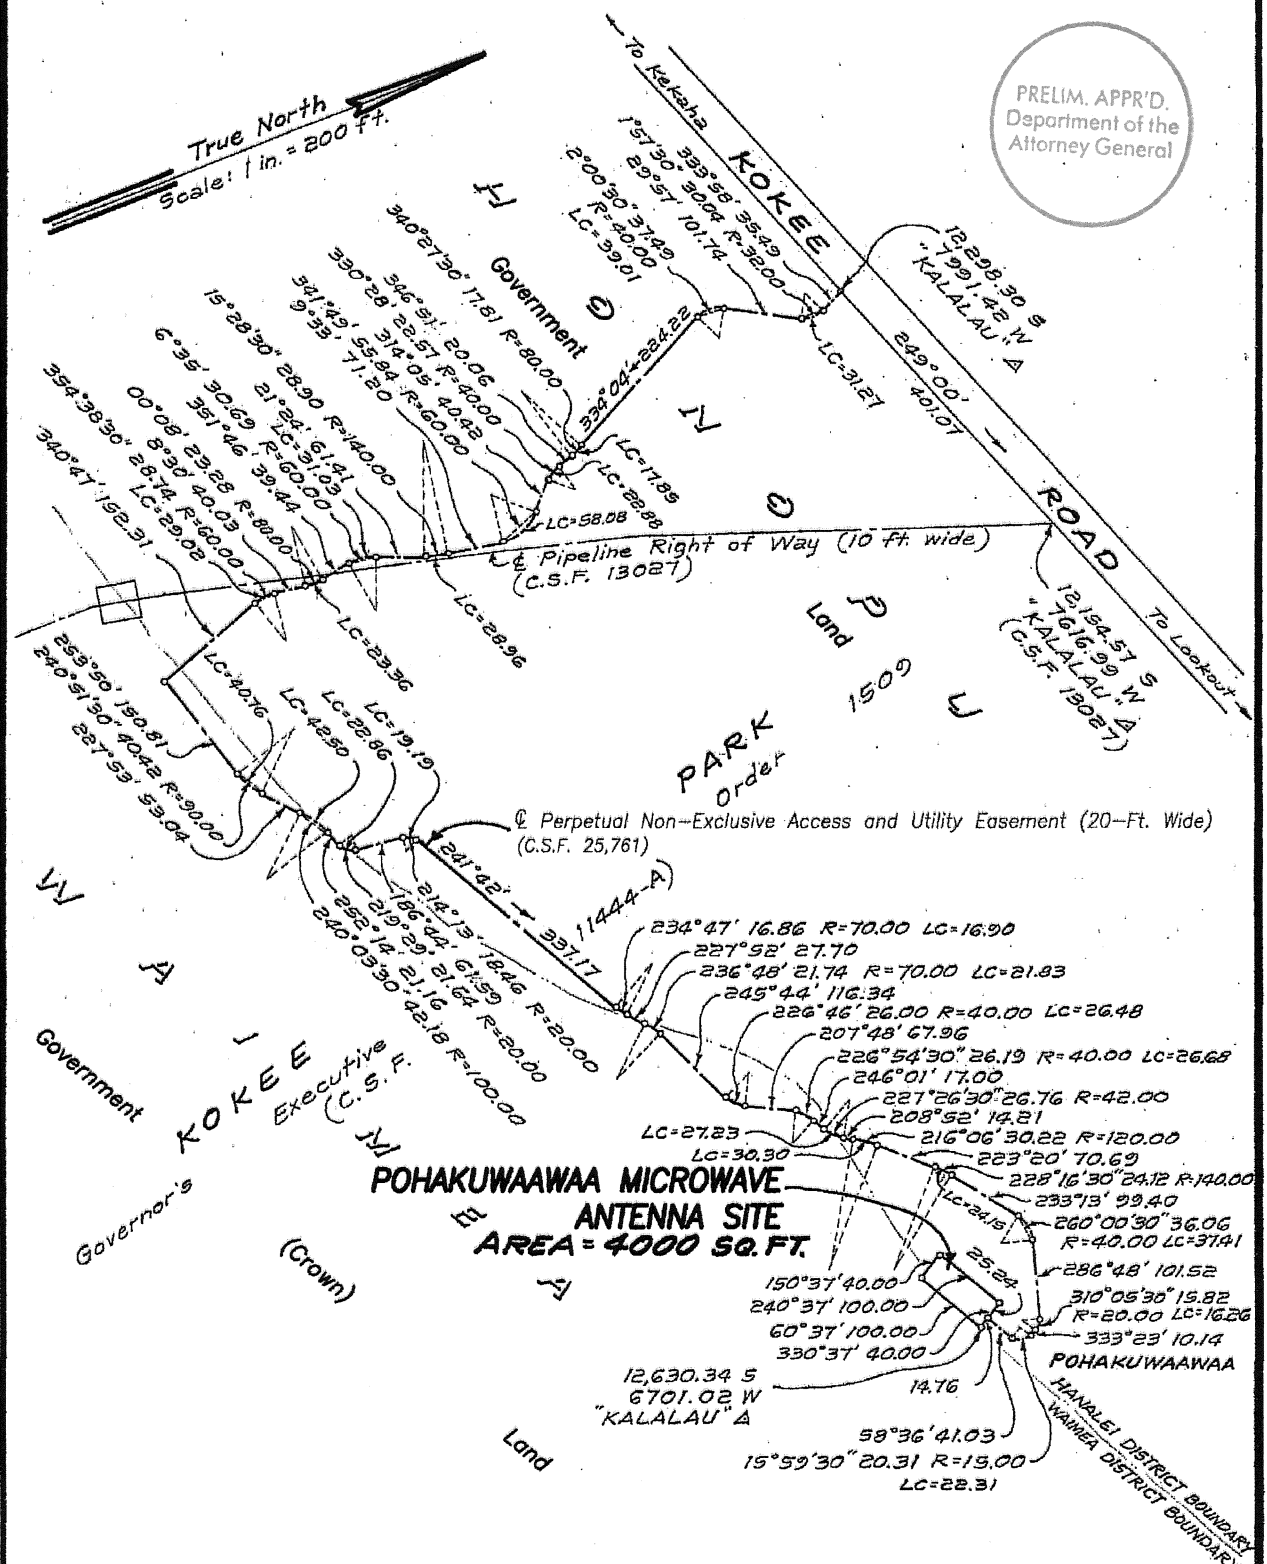 PRELIM. APPR'D.
Department of the
Attorney General
True North
Scale: 1 in. = 200 ft.
To Kekaha
KOKEE
ROAD
To Lookout
249°00'
401.07
12,298.30 S
7991.42 W
"KALALAU" Δ
12,154.57 S
7616.99 W
"KALALAU" Δ
(C.S.F. 13027)
333°58' 35.49
1°57'30" 30.04 R=32.00
29°57' 101.74
2°00'30" 37.49
R=40.00
LC=39.01
LC=31.27
334°04' 224.22
340°27'30" 17.81 R=80.00
346°51' 20.06
330°28' 22.57 R=40.00
314°05' 40.42
341°49' 55.84 R=60.00
9°33' 71.20
15°28'30" 28.90 R=140.00
21°24' 61.41
LC=31.03
6°35' 30.69 R=60.00
351°46' 39.44
00°08' 23.28 R=80.00
8°30' 40.03
354°38'30" 28.74 R=60.00
LC=29.02
340°47' 152.31
LC=17.85
LC=22.88
LC=58.08
LC=28.96
LC=23.36
℄ Pipeline Right of Way (10 ft. wide)
(C.S.F. 13027)
HONOPU
Government
Land
PARK
Order
1509
253°50' 150.81
240°51'30" 40.42 R=90.00
227°53' 53.04
LC=40.76
LC=42.50
LC=22.86
LC=19.19
240°03'30" 42.18 R=100.00
252°14' 21.16
219°29' 21.64 R=20.00
186°44' 61.59
214°13' 18.46 R=20.00
℄ Perpetual Non-Exclusive Access and Utility Easement (20-Ft. Wide)
(C.S.F. 25,761)
241°42'
337.17
11444-A)
234°47' 16.86 R=70.00 LC=16.90
227°52' 27.70
236°48' 21.74 R=70.00 LC=21.83
245°44' 116.34
226°46' 26.00 R=40.00 LC=26.48
207°48' 67.96
226°54'30" 26.19 R=40.00 LC=26.68
246°01' 17.00
227°26'30" 26.76 R=42.00
208°52' 14.21
LC=27.23
216°06' 30.22 R=120.00
LC=30.30
223°20' 70.69
228°16'30" 24.12 R=140.00
LC=24.15
233°13' 99.40
260°00'30" 36.06
R=40.00 LC=37.41
286°48' 101.52
310°05'30" 15.82
R=20.00 LC=16.26
333°23' 10.14
POHAKUWAAWAA
WAIMEA
Government
KOKEE
Executive
(C.S.F.
Governor's
(Crown)
Land
POHAKUWAAWAA MICROWAVE
ANTENNA SITE
AREA = 4000 SQ. FT.
25.24
150°37' 40.00
240°37' 100.00
60°37' 100.00
330°37' 40.00
12,630.34 S
6701.02 W
"KALALAU" Δ
14.76
58°36' 41.03
15°59'30" 20.31 R=15.00
LC=22.31
HANALEI DISTRICT BOUNDARY
WAIMEA DISTRICT BOUNDARY